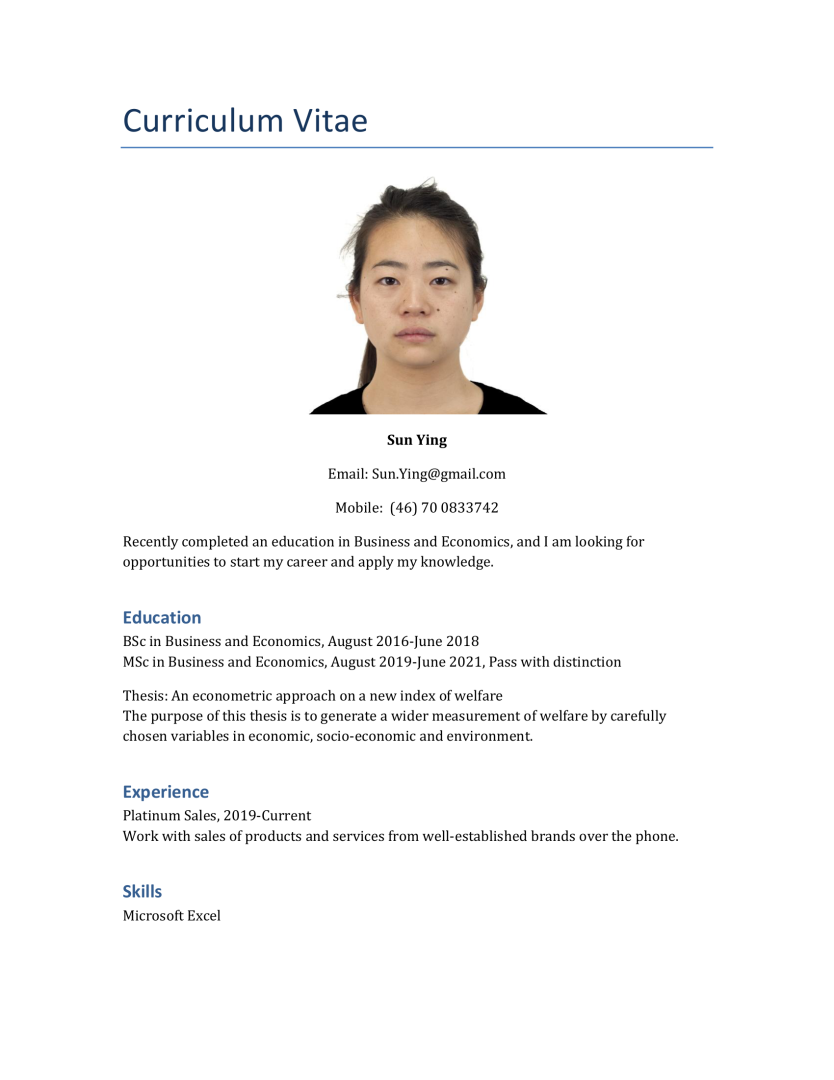 Curriculum Vitae
Sun Ying
Email: Sun.Ying@gmail.com
Mobile:  (46) 70 0833742
Recently completed an education in Business and Economics, and I am looking for
opportunities to start my career and apply my knowledge.
Education
BSc in Business and Economics, August 2016-June 2018
MSc in Business and Economics, August 2019-June 2021, Pass with distinction
Thesis: An econometric approach on a new index of welfare
The purpose of this thesis is to generate a wider measurement of welfare by carefully
chosen variables in economic, socio-economic and environment.
Experience
Platinum Sales, 2019-Current
Work with sales of products and services from well-established brands over the phone.
Skills
Microsoft Excel